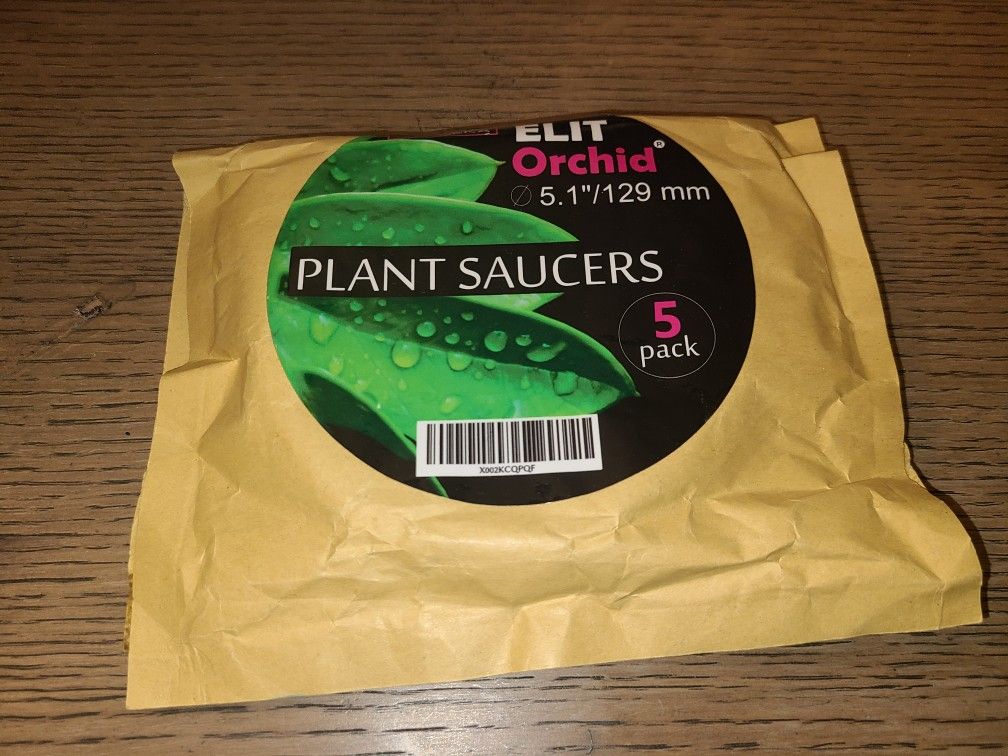 ELIT
Orchid®
⌀ 5.1"/129 mm
PLANT SAUCERS
5
pack
X002KCQPQF